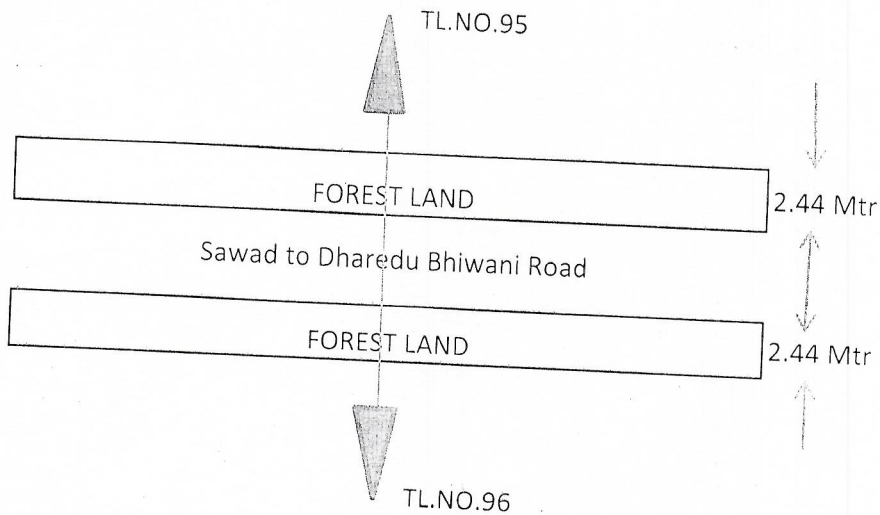 TL.NO.95
FOREST LAND
2.44 Mtr
Sawad to Dharedu Bhiwani Road
FOREST LAND
2.44 Mtr
TL.NO.96